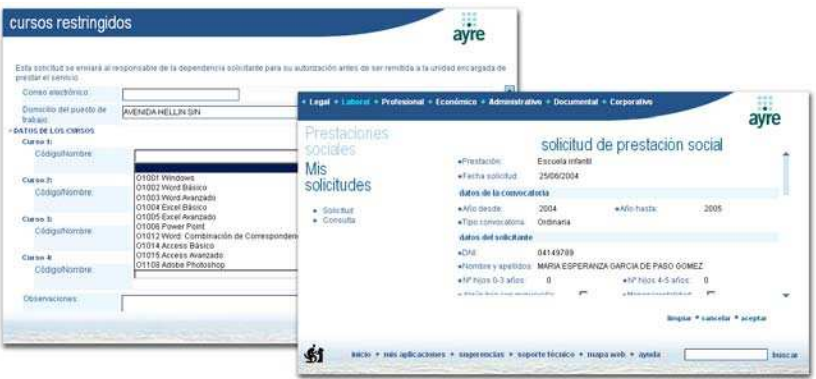 cursos restringidos
ayre
Esta solicitud se enviará al responsable de la dependencia solicitante para su autorización antes de ser remitida a la unidad encargada de
prestar el servicio
Correo electrónico:
Domicilio del puesto de
trabajo:
AVENIDA HELLIN S/N
DATOS DE LOS CURSOS
Curso 1:
Código/Nombre:
O1001 Windows
Curso 2:
O1002 Word Básico
Código/Nombre:
O1003 Word Avanzado
O1004 Excel Básico
O1005 Excel Avanzado
Curso 3:
O1006 Power Point
Código/Nombre:
O1012 Word: Combinación de
O1014 Access Básico
Curso 4:
O1015 Access Avanzado
Código/Nombre:
O1103 Adobe Photoshop
Observaciones:
Legal Laboral Profesional Económico Administrativo Documental Corporativo
ayre
Prestaciones
sociales
Mis
solicitudes
Solicitud
Consulta
solicitud de prestación social
Prestación: Escuela infantil
Fecha solicitud: 25/06/2004
datos de la convocatoria
Año desde: 2004 Año hasta: 2005
Tipo convocatoria: Ordinaria
datos del solicitante
DNI: 04149789
Nombre y apellidos: MARIA ESPERANZA GARCIA DE PASO GOMEZ
Nº hijos 0-3 años: 0 Nº hijos 4-5 años: 0
limpiar cancelar aceptar
inicio mis aplicaciones sugerencias soporte técnico mapa web ayuda buscar